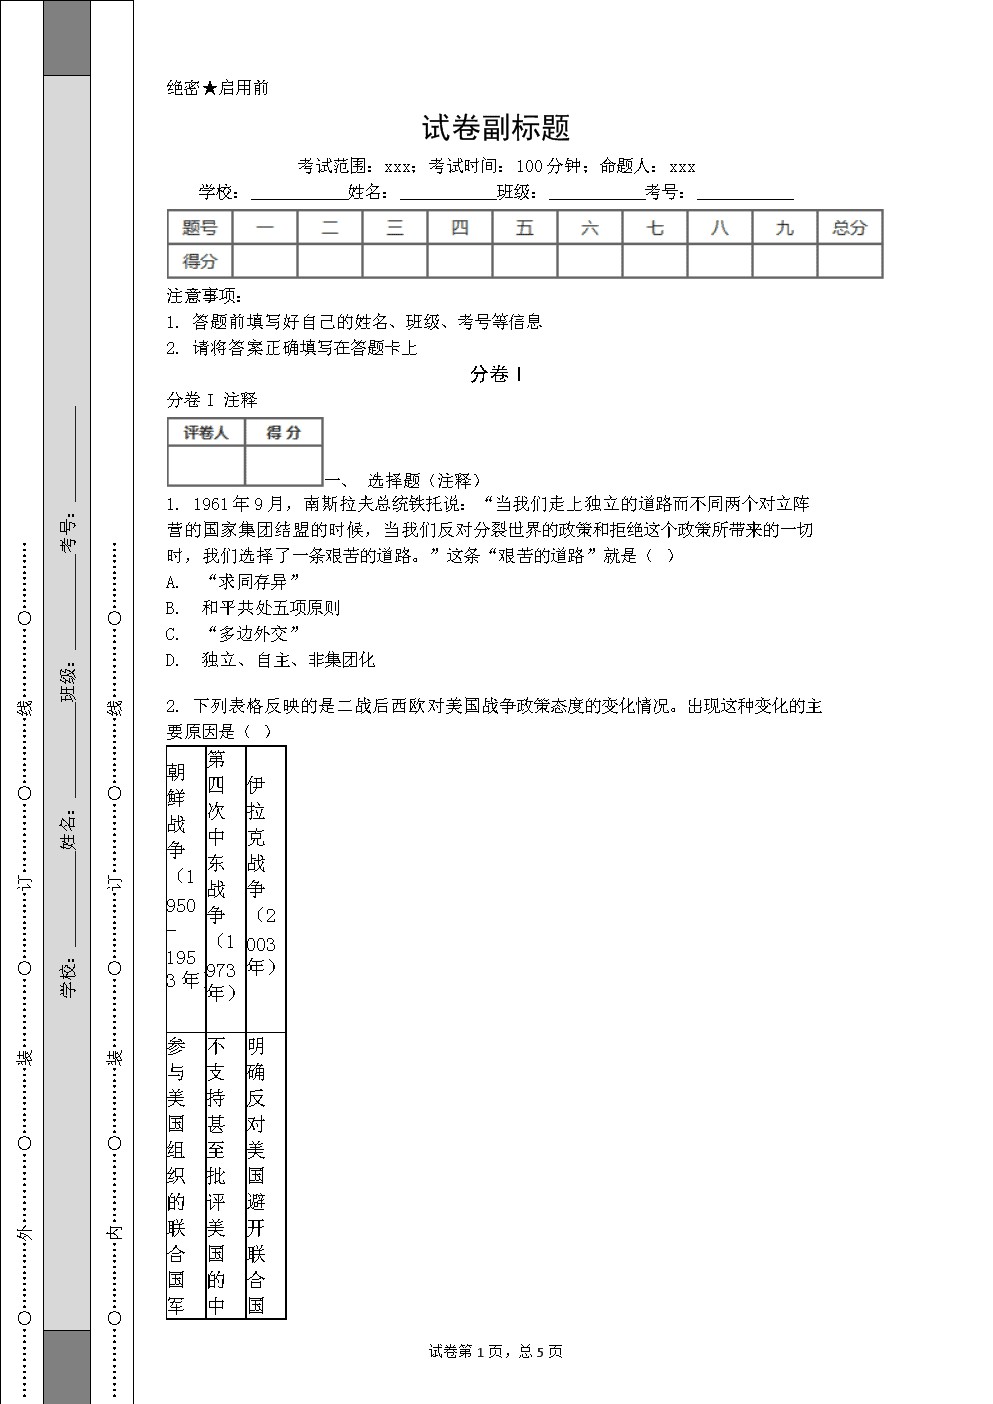 绝密★启用前
试卷副标题
考试范围：xxx；考试时间：100分钟；命题人：xxx
学校：___________姓名：___________班级：___________考号：___________
题号 一 二 三 四 五 六 七 八 九 总分
得分
注意事项：
1. 答题前填写好自己的姓名、班级、考号等信息
2. 请将答案正确填写在答题卡上
分卷I
分卷 I 注释
评卷人 得 分
一、 选择题（注释）
1. 1961年9月，南斯拉夫总统铁托说：“当我们走上独立的道路而不同两个对立阵
营的国家集团结盟的时候，当我们反对分裂世界的政策和拒绝这个政策所带来的一切
时，我们选择了一条艰苦的道路。”这条“艰苦的道路”就是（ ）
A. “求同存异”
B. 和平共处五项原则
C. “多边外交”
D. 独立、自主、非集团化
2. 下列表格反映的是二战后西欧对美国战争政策态度的变化情况。出现这种变化的主
要原因是（ ）
朝鲜战争（1950-1953年
第四次中东战争（1973年）
伊拉克战争（2003年）
参与美国组织的联合国军
不支持甚至批评美国的中
明确反对美国避开联合国
试卷第1页，总5页
学校：___________姓名：___________班级：___________考号：___________
………………○………………外………………○………………装………………○………………订………………○………………线………………○………………
………………○………………内………………○………………装………………○………………订………………○………………线………………○………………